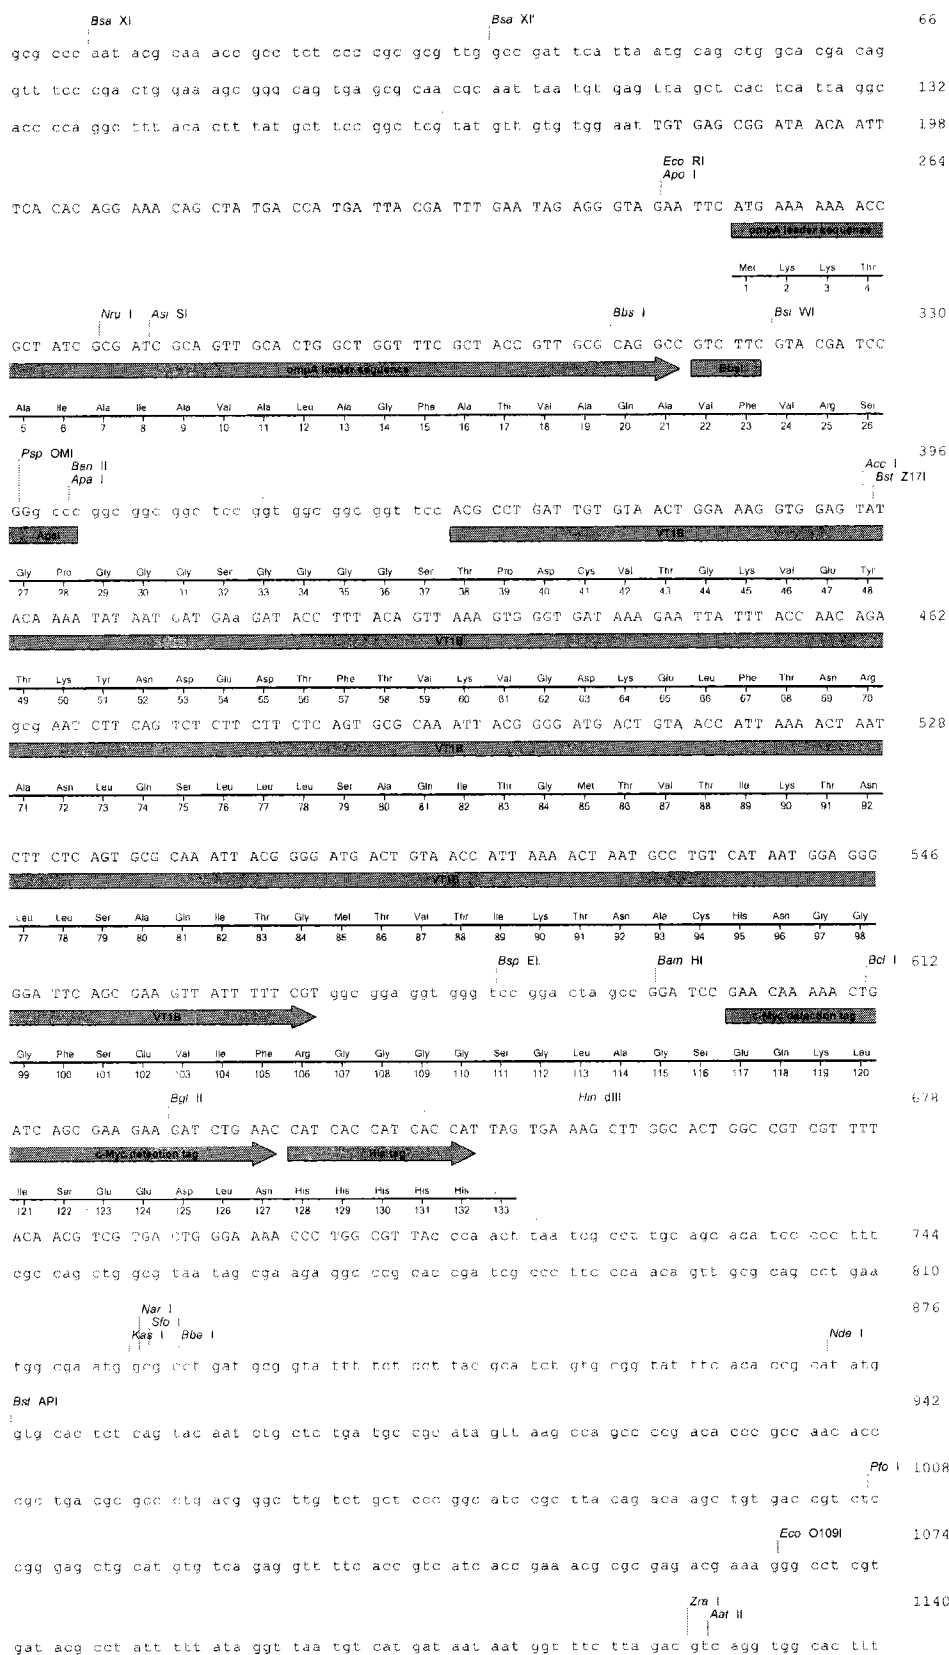 Bsa XI Bsa XI' 66
gcg ccc aat acg caa acc gcc tct ccc cgc gcg ttg gcc gat tca tta atg cag ctg gca cga cag
gtt tcc cga ctg gaa agc ggg cag tga gcg caa cgc aat taa tgt gag tta gct cac tca tta ggc 132
acc cca ggc ttt aca ctt tat gct tcc ggc tcg tat gtt gtg tgg aat TGT GAG CGG ATA ACA ATT 198
264
Eco RI
Apo I
TCA CAC AGG AAA CAG CTA TGA CCA TGA TTA CGA TTT GAA TAG AGG GTA GAA TTC ATG AAA AAA ACC
ompA leader sequence
Met Lys Lys Thr
1 2 3 4
Nru I Asi SI Bbs I Bsi WI 330
GCT ATC GCG ATC GCA GTT GCA CTG GCT GGT TTC GCT ACC GTT GCG CAG GCC GTC TTC GTA CGA TCC
ompA leader sequence BbsI
Ala Ile Ala Ile Ala Val Ala Leu Ala Gly Phe Ala Thr Val Ala Gln Ala Val Phe Val Arg Ser
5 6 7 8 9 10 11 12 13 14 15 16 17 18 19 20 21 22 23 24 25 26
Psp OMI 396
Ban II Acc I
Apa I Bst Z17I
GGg ccc ggc ggc ggc tcc ggt ggc ggc ggt tcc ACG CCT GAT TGT GTA ACT GGA AAG GTG GAG TAT
ApaI VT1B
Gly Pro Gly Gly Gly Ser Gly Gly Gly Gly Ser Thr Pro Asp Cys Val Thr Gly Lys Val Glu Tyr
27 28 29 30 31 32 33 34 35 36 37 38 39 40 41 42 43 44 45 46 47 48
ACA AAA TAT AAT GAT GAa GAT ACC TTT ACA GTT AAA GTG GGT GAT AAA GAA TTA TTT ACC AAC AGA 462
VT1B
Thr Lys Tyr Asn Asp Glu Asp Thr Phe Thr Val Lys Val Gly Asp Lys Glu Leu Phe Thr Asn Arg
49 50 51 52 53 54 55 56 57 58 59 60 61 62 63 64 65 66 67 68 69 70
gcg AAT CTT CAG TCT CTT CTT CTC AGT GCG CAA ATT ACG GGG ATG ACT GTA ACC ATT AAA ACT AAT 528
VT1B
Ala Asn Leu Gln Ser Leu Leu Leu Ser Ala Gln Ile Thr Gly Met Thr Val Thr Ile Lys Thr Asn
71 72 73 74 75 76 77 78 79 80 81 82 83 84 85 86 87 88 89 90 91 92
CTT CTC AGT GCG CAA ATT ACG GGG ATG ACT GTA ACC ATT AAA ACT AAT GCC TGT CAT AAT GGA GGG 546
VT1B
Leu Leu Ser Ala Gln Ile Thr Gly Met Thr Val Thr Ile Lys Thr Asn Ala Cys His Asn Gly Gly
77 78 79 80 81 82 83 84 85 86 87 88 89 90 91 92 93 94 95 96 97 98
Bsp EI Bam HI Bcl I 612
GGA TTC AGC GAA GTT ATT TTT CGT ggc gga ggt ggg tcc gga cta gcc GGA TCC GAA CAA AAA CTG
VT1B c-Myc detection tag
Gly Phe Ser Glu Val Ile Phe Arg Gly Gly Gly Gly Ser Gly Leu Ala Gly Ser Glu Gln Lys Leu
99 100 101 102 103 104 105 106 107 108 109 110 111 112 113 114 115 116 117 118 119 120
Bgl II Hin dIII 678
ATC AGC GAA GAA GAT CTG AAC CAT CAC CAT CAC CAT TAG TGA AAG CTT GGC ACT GGC CGT CGT TTT
c-Myc detection tag His tag
Ile Ser Glu Glu Asp Leu Asn His His His His His
121 122 123 124 125 126 127 128 129 130 131 132 133
ACA ACG TCG TGA CTG GGA AAA CCC TGG CGT TAC cca act taa tcg cct tgc agc aca tcc ccc ttt 744
cgc cag ctg gcg taa tag cga aga ggc ccg cac cga tcg ccc ttc cca aca gtt gcg cag cct gaa 810
876
Nar I
Sfo I
Kas I Bbe I Nde I
tgg cga atg gcg cct gat gcg gta ttt tct cct tac gca tct gtg cgg tat ttc aca ccg cat atg
Bst API 942
gtg cac tct cag tac aat ctg ctc tga tgc cgc ata gtt aag cca gcc ccg aca ccc gcc aac acc
Pfo I 1008
cgc tga cgc gcc ctg acg ggc ttg tct gct ccc ggc atc cgc tta cag aca agc tgt gac cgt ctc
Eco O109I 1074
cgg gag ctg cat gtg tca gag gtt ttc acc gtc atc acc gaa acg cgc gag acg aaa ggg cct cgt
Zra I 1140
Aat II
gat acg cct att ttt ata ggt taa tgt cat gat aat aat ggt ttc tta gac gtc agg tgg cac ttt